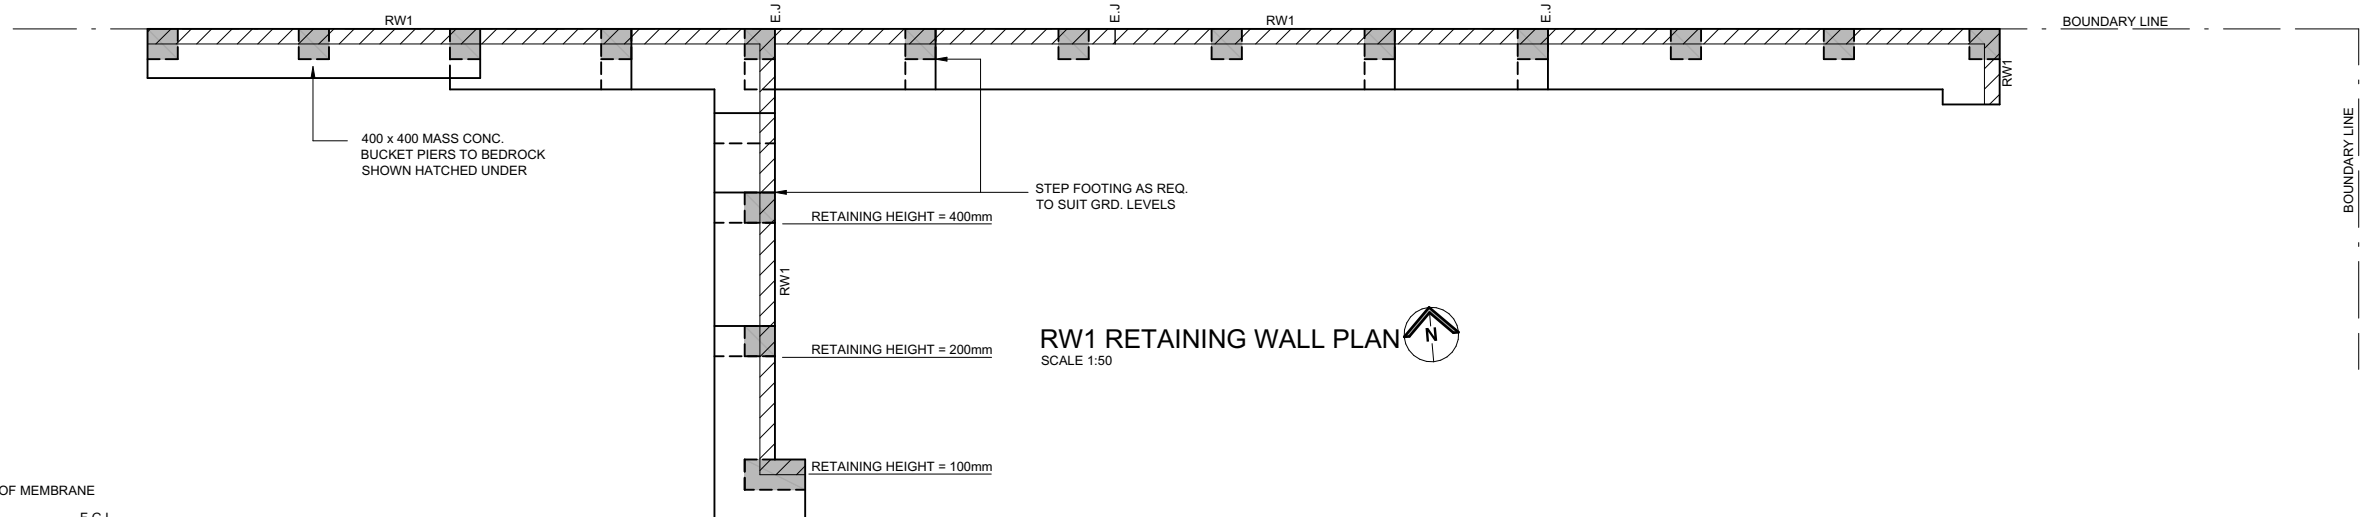 RW1
E.J
E.J
RW1
E.J
BOUNDARY LINE
RW1
BOUNDARY LINE
400 x 400 MASS CONC.
BUCKET PIERS TO BEDROCK
SHOWN HATCHED UNDER
STEP FOOTING AS REQ.
TO SUIT GRD. LEVELS
RETAINING HEIGHT = 400mm
RW1
RETAINING HEIGHT = 200mm
RW1 RETAINING WALL PLAN
N
SCALE 1:50
RETAINING HEIGHT = 100mm
OF MEMBRANE